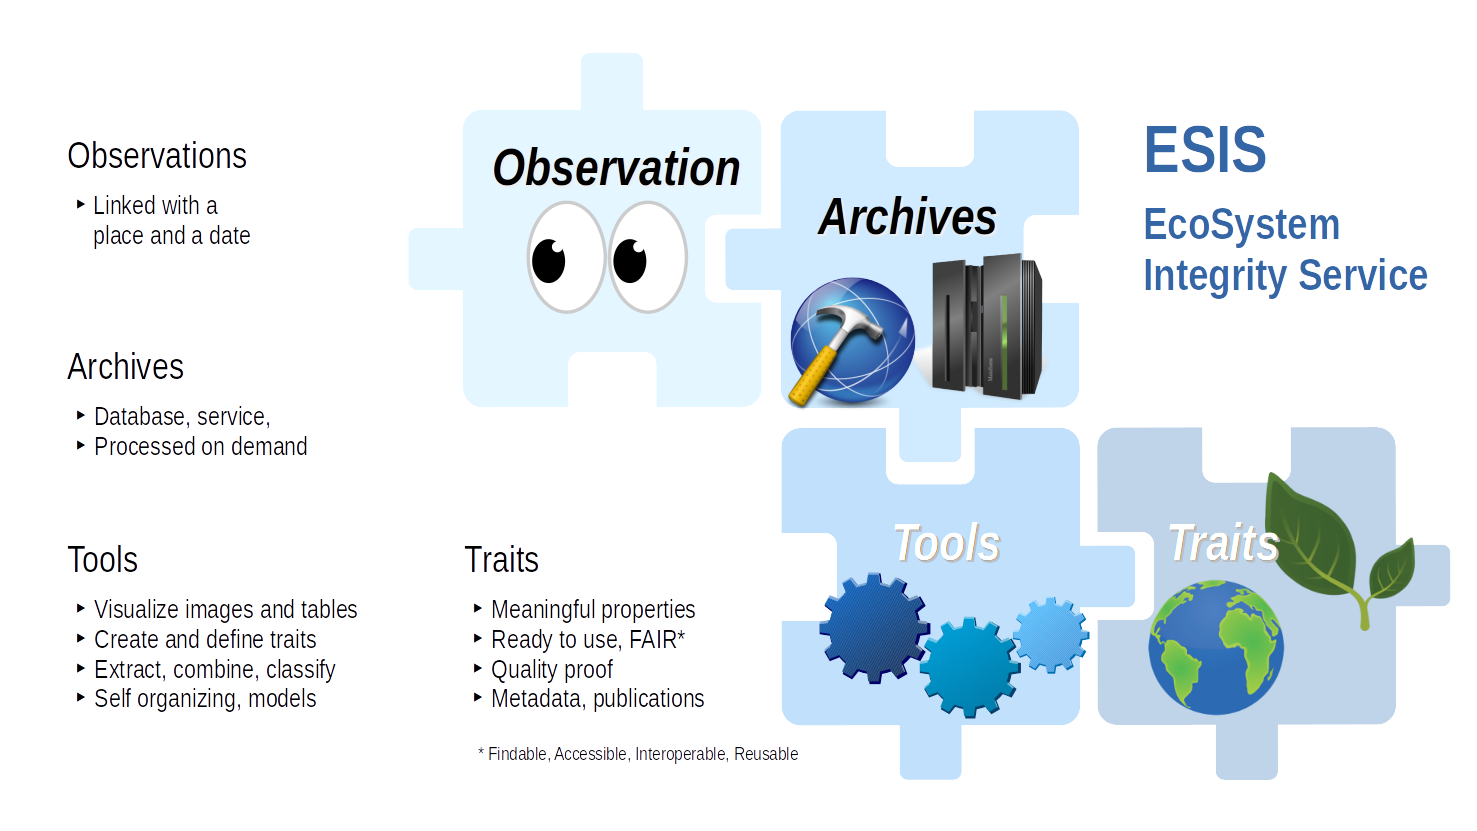 Observations
Linked with a
place and a date
Archives
Database, service,
Processed on demand
Tools
Visualize images and tables
Create and define traits
Extract, combine, classify
Self organizing, models
Traits
Meaningful properties
Ready to use, FAIR*
Quality proof
Metadata, publications
* Findable, Accessible, Interoperable, Reusable
Observation
Archives
Tools
Traits
ESIS
EcoSystem
Integrity Service